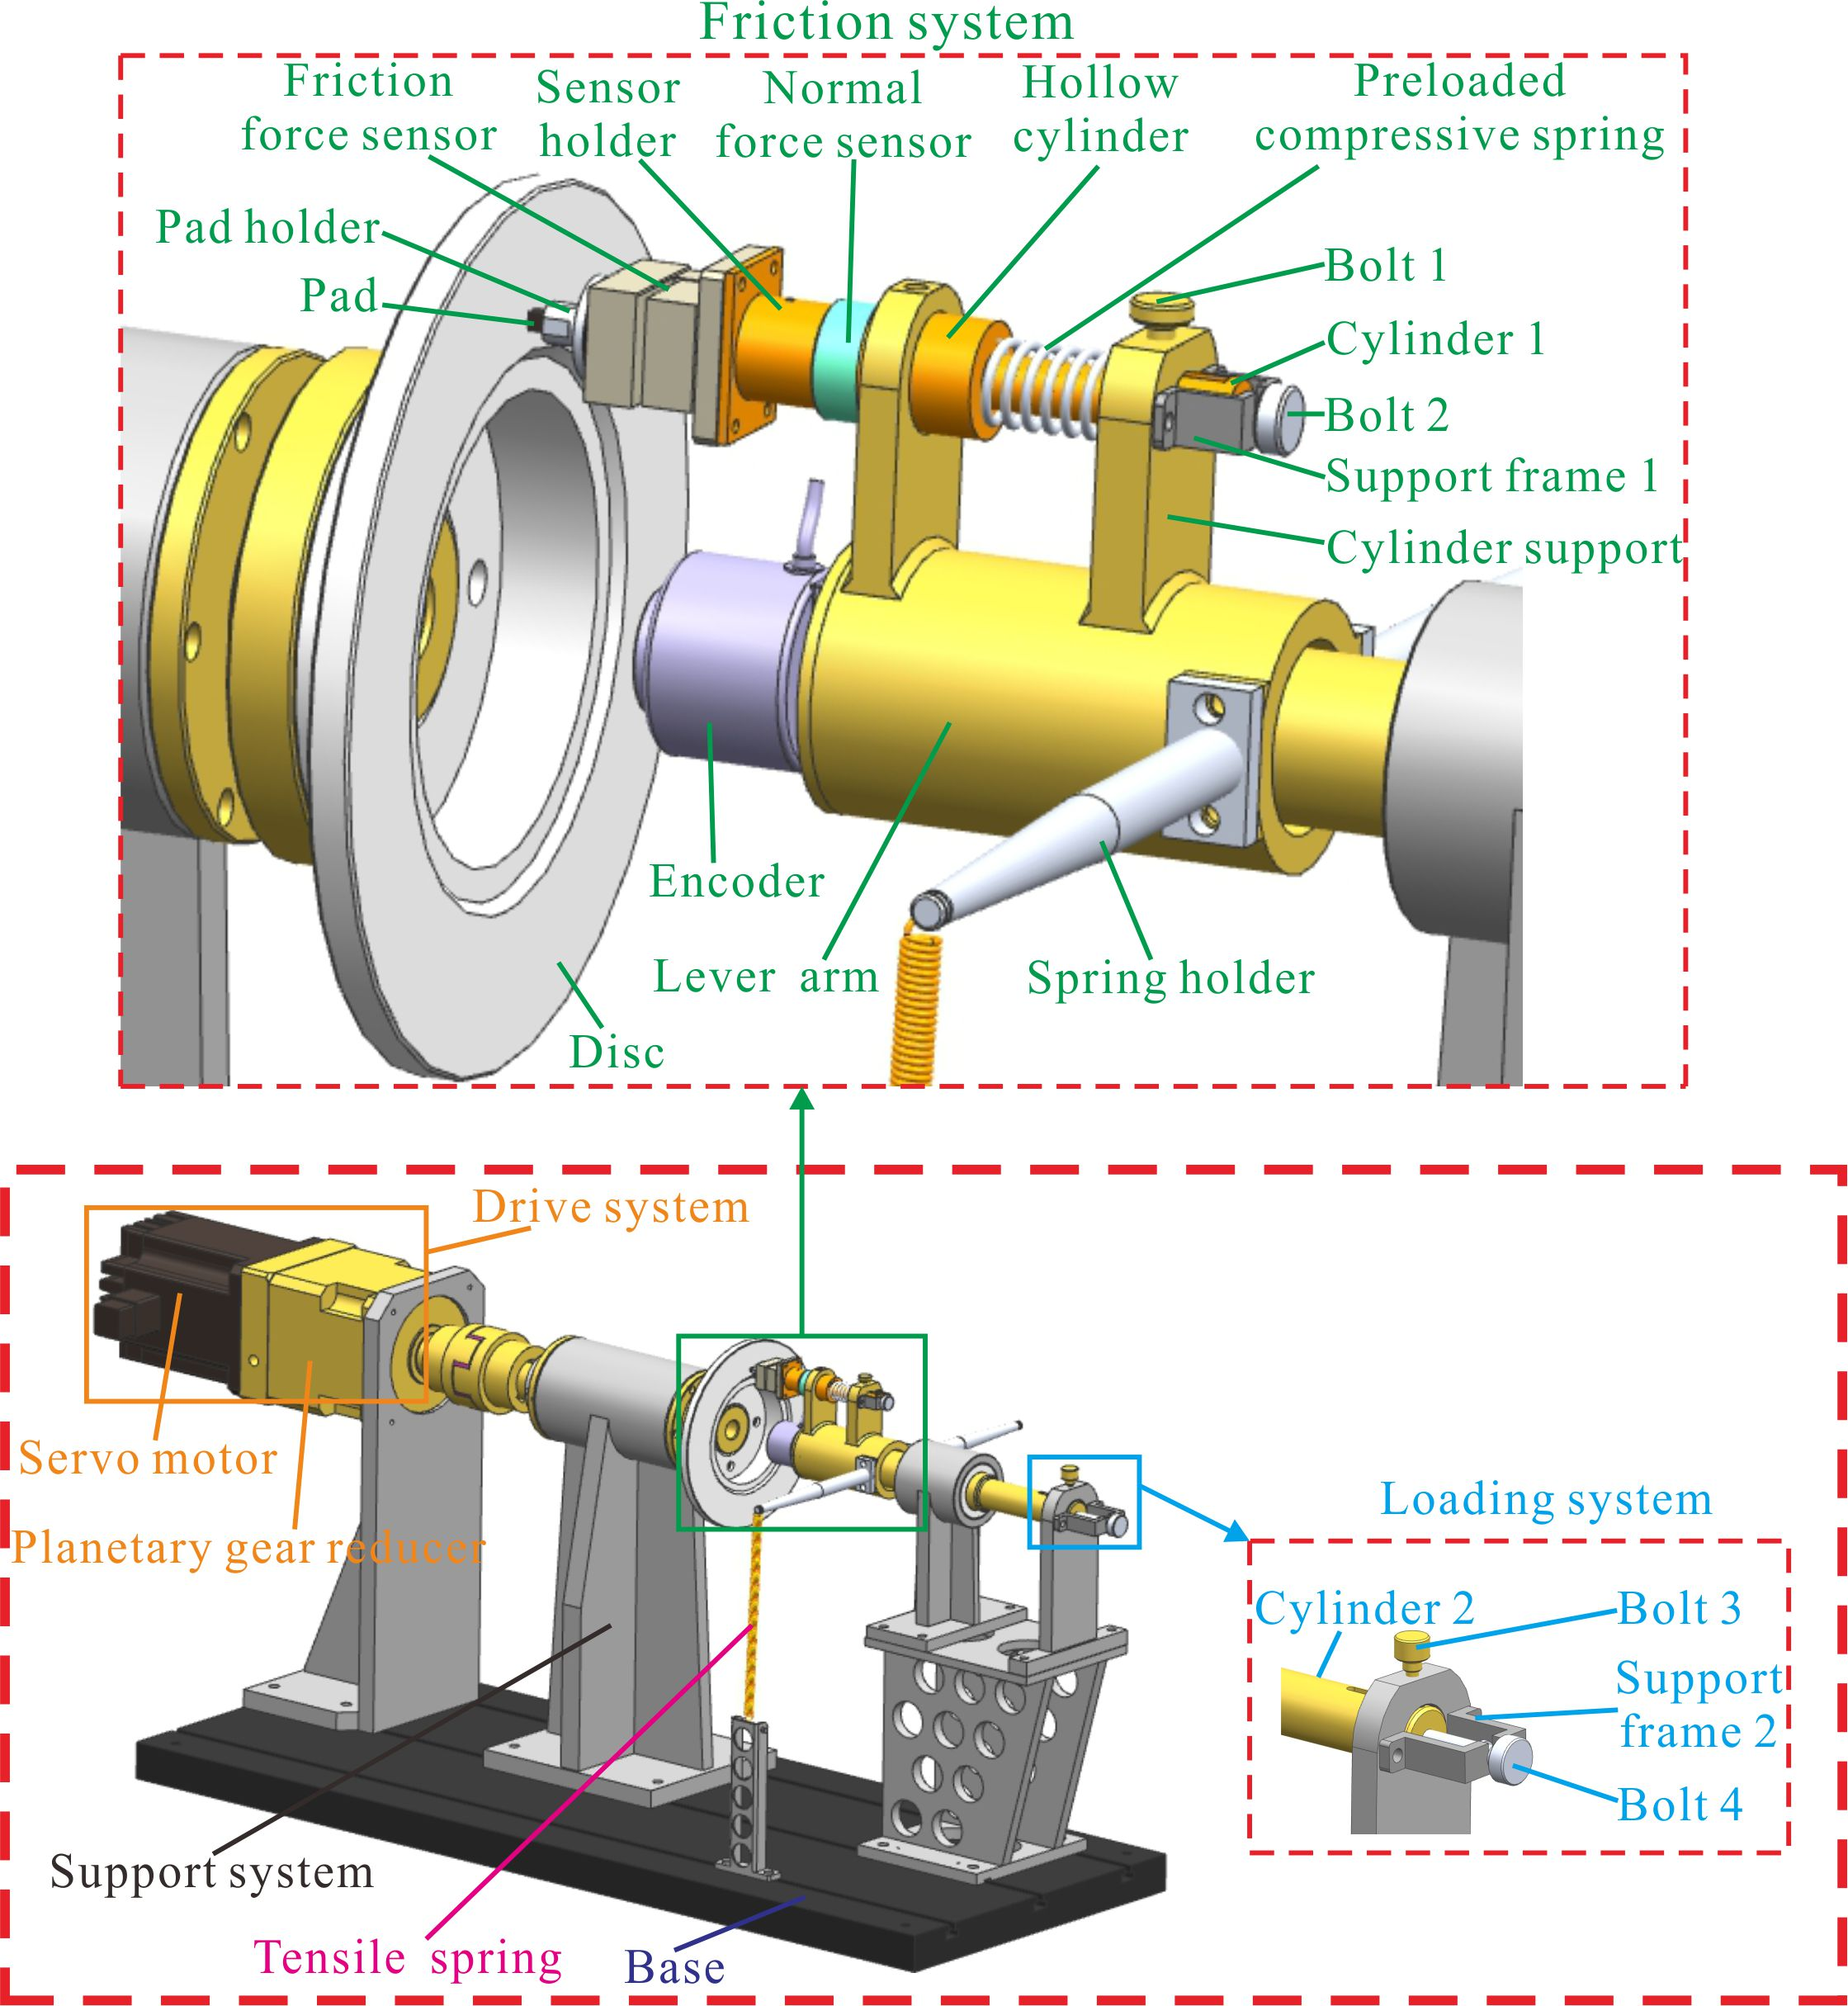 Friction system
Friction
force sensor
Sensor
holder
Normal
force sensor
Hollow
cylinder
Preloaded
compressive spring
Pad holder
Pad
Bolt 1
Cylinder 1
Bolt 2
Support frame 1
Cylinder support
Encoder
Lever arm
Spring holder
Disc
Drive system
Servo motor
Planetary gear reducer
Loading system
Cylinder 2
Bolt 3
Support
frame 2
Bolt 4
Support system
Tensile spring
Base